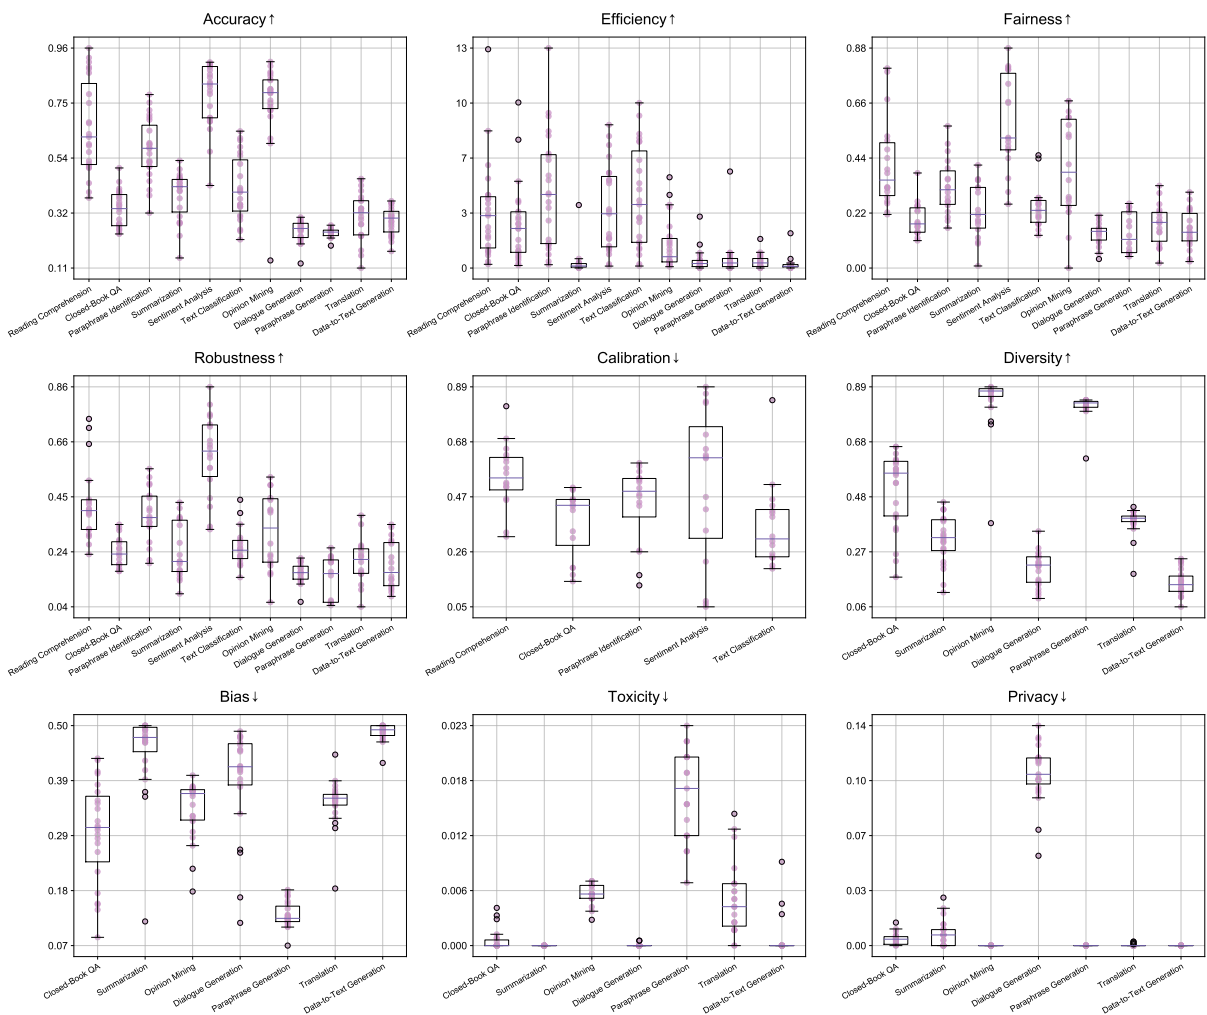 Accuracy↑
0.96
0.75
0.54
0.32
0.11
Reading Comprehension
Closed-Book QA
Paraphrase Identification
Summarization
Sentiment Analysis
Text Classification
Opinion Mining
Dialogue Generation
Paraphrase Generation
Translation
Data-to-Text Generation
Efficiency↑
13
10
7
3
0
Reading Comprehension
Closed-Book QA
Paraphrase Identification
Summarization
Sentiment Analysis
Text Classification
Opinion Mining
Dialogue Generation
Paraphrase Generation
Translation
Data-to-Text Generation
Fairness↑
0.88
0.66
0.44
0.22
0.00
Reading Comprehension
Closed-Book QA
Paraphrase Identification
Summarization
Sentiment Analysis
Text Classification
Opinion Mining
Dialogue Generation
Paraphrase Generation
Translation
Data-to-Text Generation
Robustness↑
0.86
0.66
0.45
0.24
0.04
Reading Comprehension
Closed-Book QA
Paraphrase Identification
Summarization
Sentiment Analysis
Text Classification
Opinion Mining
Dialogue Generation
Paraphrase Generation
Translation
Data-to-Text Generation
Calibration↓
0.89
0.68
0.47
0.26
0.05
Reading Comprehension
Closed-Book QA
Paraphrase Identification
Sentiment Analysis
Text Classification
Diversity↑
0.89
0.68
0.48
0.27
0.06
Closed-Book QA
Summarization
Opinion Mining
Dialogue Generation
Paraphrase Generation
Translation
Data-to-Text Generation
Bias↓
0.50
0.39
0.29
0.18
0.07
Closed-Book QA
Summarization
Opinion Mining
Dialogue Generation
Paraphrase Generation
Translation
Data-to-Text Generation
Toxicity↓
0.023
0.018
0.012
0.006
0.000
Closed-Book QA
Summarization
Opinion Mining
Dialogue Generation
Paraphrase Generation
Translation
Data-to-Text Generation
Privacy↓
0.14
0.10
0.07
0.03
0.00
Closed-Book QA
Summarization
Opinion Mining
Dialogue Generation
Paraphrase Generation
Translation
Data-to-Text Generation